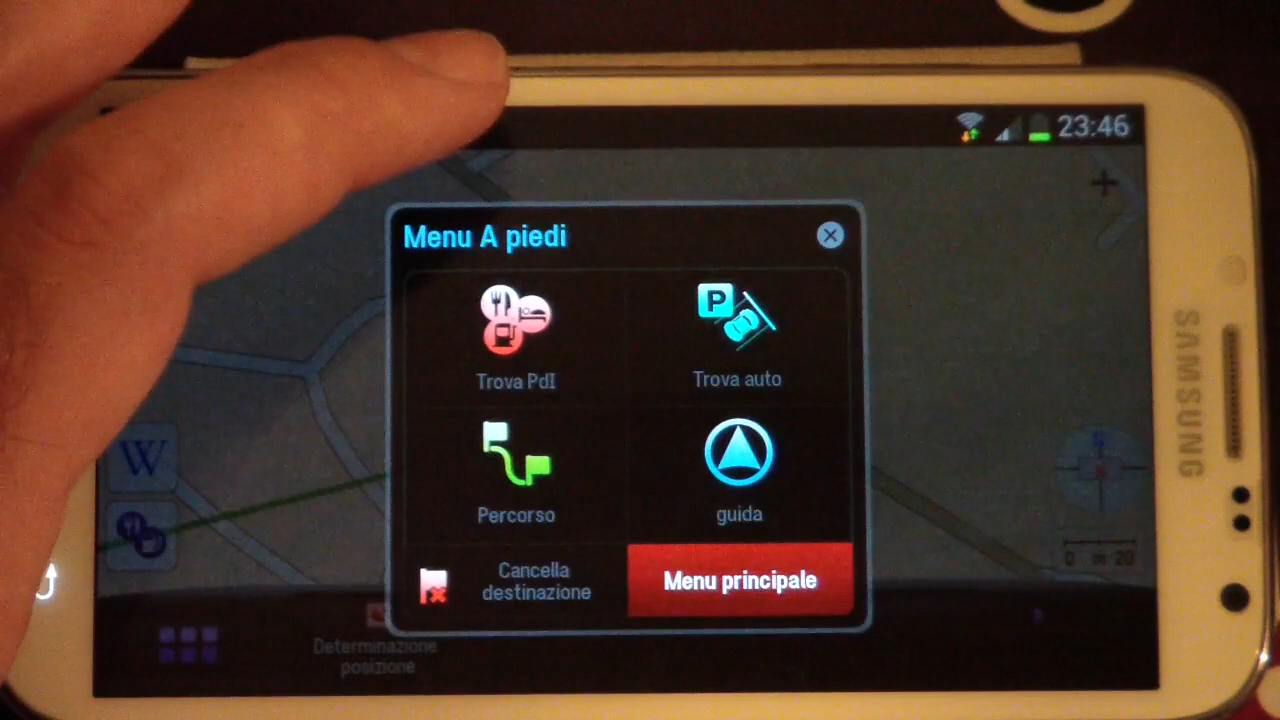 23:46
Menu A piedi
Trova PdI
Trova auto
Percorso
guida
Cancella
destinazione
Menu principale
W
0 m 20
Determinazione
posizione
SAMSUNG
P